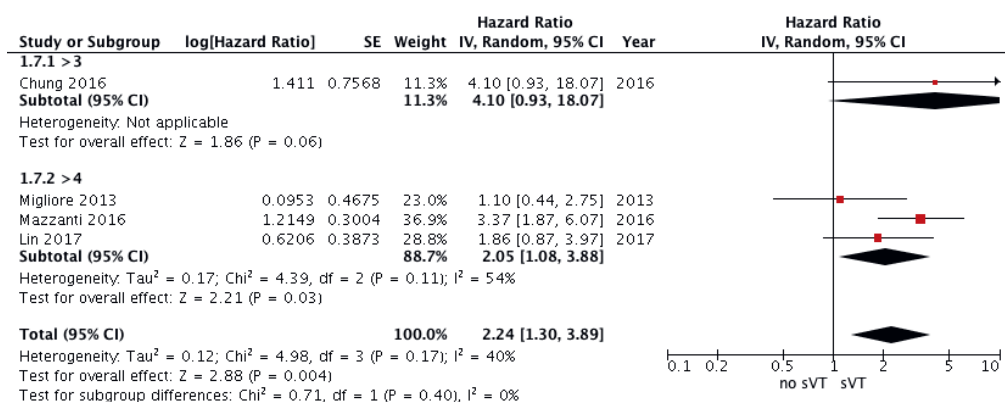 Hazard Ratio Hazard Ratio
Study or Subgroup log[Hazard Ratio] SE Weight IV, Random, 95% CI Year IV, Random, 95% CI
1.7.1 >3
Chung 2016 1.411 0.7568 11.3% 4.10 [0.93, 18.07] 2016
Subtotal (95% CI) 11.3% 4.10 [0.93, 18.07]
Heterogeneity: Not applicable
Test for overall effect: Z = 1.86 (P = 0.06)
1.7.2 >4
Migliore 2013 0.0953 0.4675 23.0% 1.10 [0.44, 2.75] 2013
Mazzanti 2016 1.2149 0.3004 36.9% 3.37 [1.87, 6.07] 2016
Lin 2017 0.6206 0.3873 28.8% 1.86 [0.87, 3.97] 2017
Subtotal (95% CI) 88.7% 2.05 [1.08, 3.88]
Heterogeneity: Tau² = 0.17; Chi² = 4.39, df = 2 (P = 0.11); I² = 54%
Test for overall effect: Z = 2.21 (P = 0.03)
Total (95% CI) 100.0% 2.24 [1.30, 3.89]
Heterogeneity: Tau² = 0.12; Chi² = 4.98, df = 3 (P = 0.17); I² = 40%
Test for overall effect: Z = 2.88 (P = 0.004)
Test for subgroup differences: Chi² = 0.71, df = 1 (P = 0.40), I² = 0%
0.1 0.2 0.5 1 2 5 10
no sVT sVT